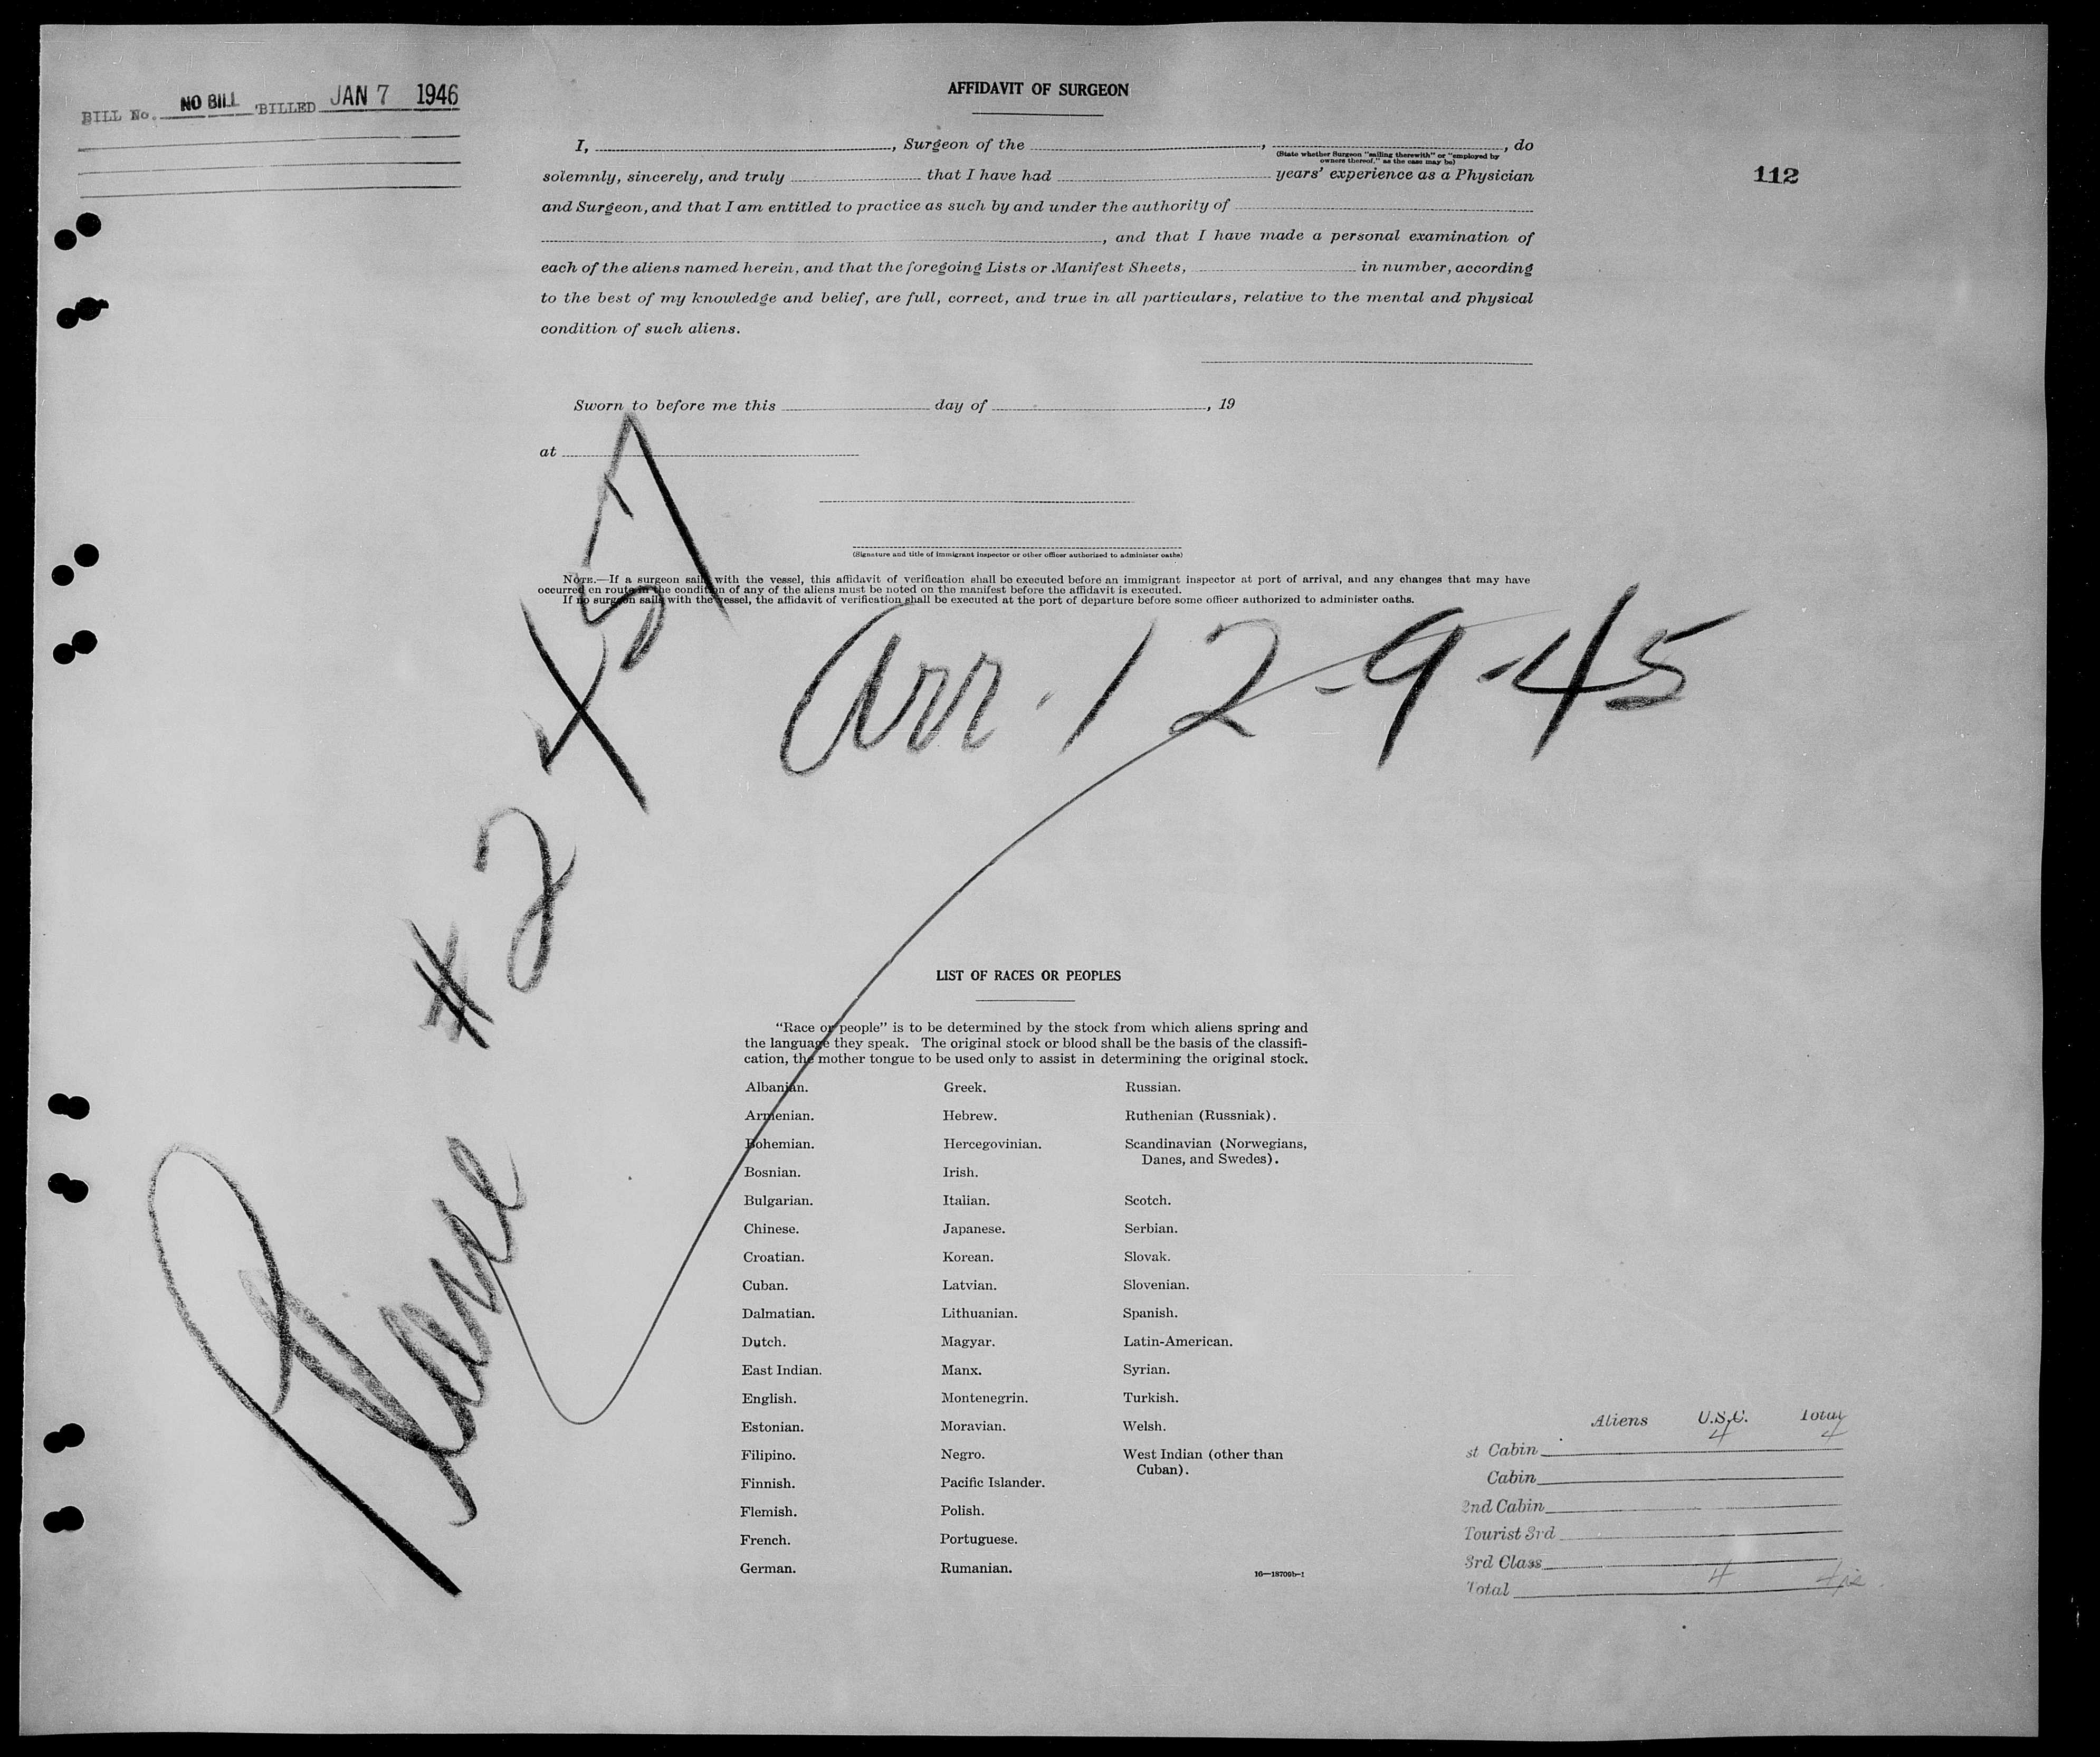 BILL No. NO BILL BILLED JAN 7 1946
AFFIDAVIT OF SURGEON
I, , Surgeon of the , , do
(State whether Surgeon "sailing therewith" or "employed by
owners thereof," as the case may be)
112
solemnly, sincerely, and truly that I have had years' experience as a Physician
and Surgeon, and that I am entitled to practice as such by and under the authority of
, and that I have made a personal examination of
each of the aliens named herein, and that the foregoing Lists or Manifest Sheets, in number, according
to the best of my knowledge and belief, are full, correct, and true in all particulars, relative to the mental and physical
condition of such aliens.
Sworn to before me this day of , 19
at
(Signature and title of immigrant inspector or other officer authorized to administer oaths)
NOTE.—If a surgeon sails with the vessel, this affidavit of verification shall be executed before an immigrant inspector at port of arrival, and any changes that may have
occurred en route in the condition of any of the aliens must be noted on the manifest before the affidavit is executed.
If no surgeon sails with the vessel, the affidavit of verification shall be executed at the port of departure before some officer authorized to administer oaths.
Arr. 12-9-45
Plane #2457
LIST OF RACES OR PEOPLES
"Race or people" is to be determined by the stock from which aliens spring and
the language they speak. The original stock or blood shall be the basis of the classifi-
cation, the mother tongue to be used only to assist in determining the original stock.
Albanian. Greek. Russian.
Armenian. Hebrew. Ruthenian (Russniak).
Bohemian. Hercegovinian. Scandinavian (Norwegians,
Danes, and Swedes).
Bosnian. Irish.
Bulgarian. Italian. Scotch.
Chinese. Japanese. Serbian.
Croatian. Korean. Slovak.
Cuban. Latvian. Slovenian.
Dalmatian. Lithuanian. Spanish.
Dutch. Magyar. Latin-American.
East Indian. Manx. Syrian.
English. Montenegrin. Turkish.
Estonian. Moravian. Welsh.
Filipino. Negro. West Indian (other than
Cuban).
Finnish. Pacific Islander.
Flemish. Polish.
French. Portuguese.
German. Rumanian.
16—18709b-1
Aliens U.S.C. Total
st Cabin 4 4
Cabin
2nd Cabin
Tourist 3rd
3rd Class
Total 4 4